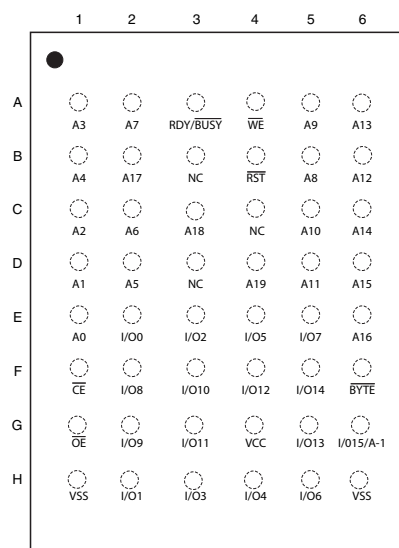 1 2 3 4 5 6
A
A3 A7 RDY/BUSY WE A9 A13
B
A4 A17 NC RST A8 A12
C
A2 A6 A18 NC A10 A14
D
A1 A5 NC A19 A11 A15
E
A0 I/O0 I/O2 I/O5 I/O7 A16
F
CE I/O8 I/O10 I/O12 I/O14 BYTE
G
OE I/O9 I/O11 VCC I/O13 I/015/A-1
H
VSS I/O1 I/O3 I/O4 I/O6 VSS